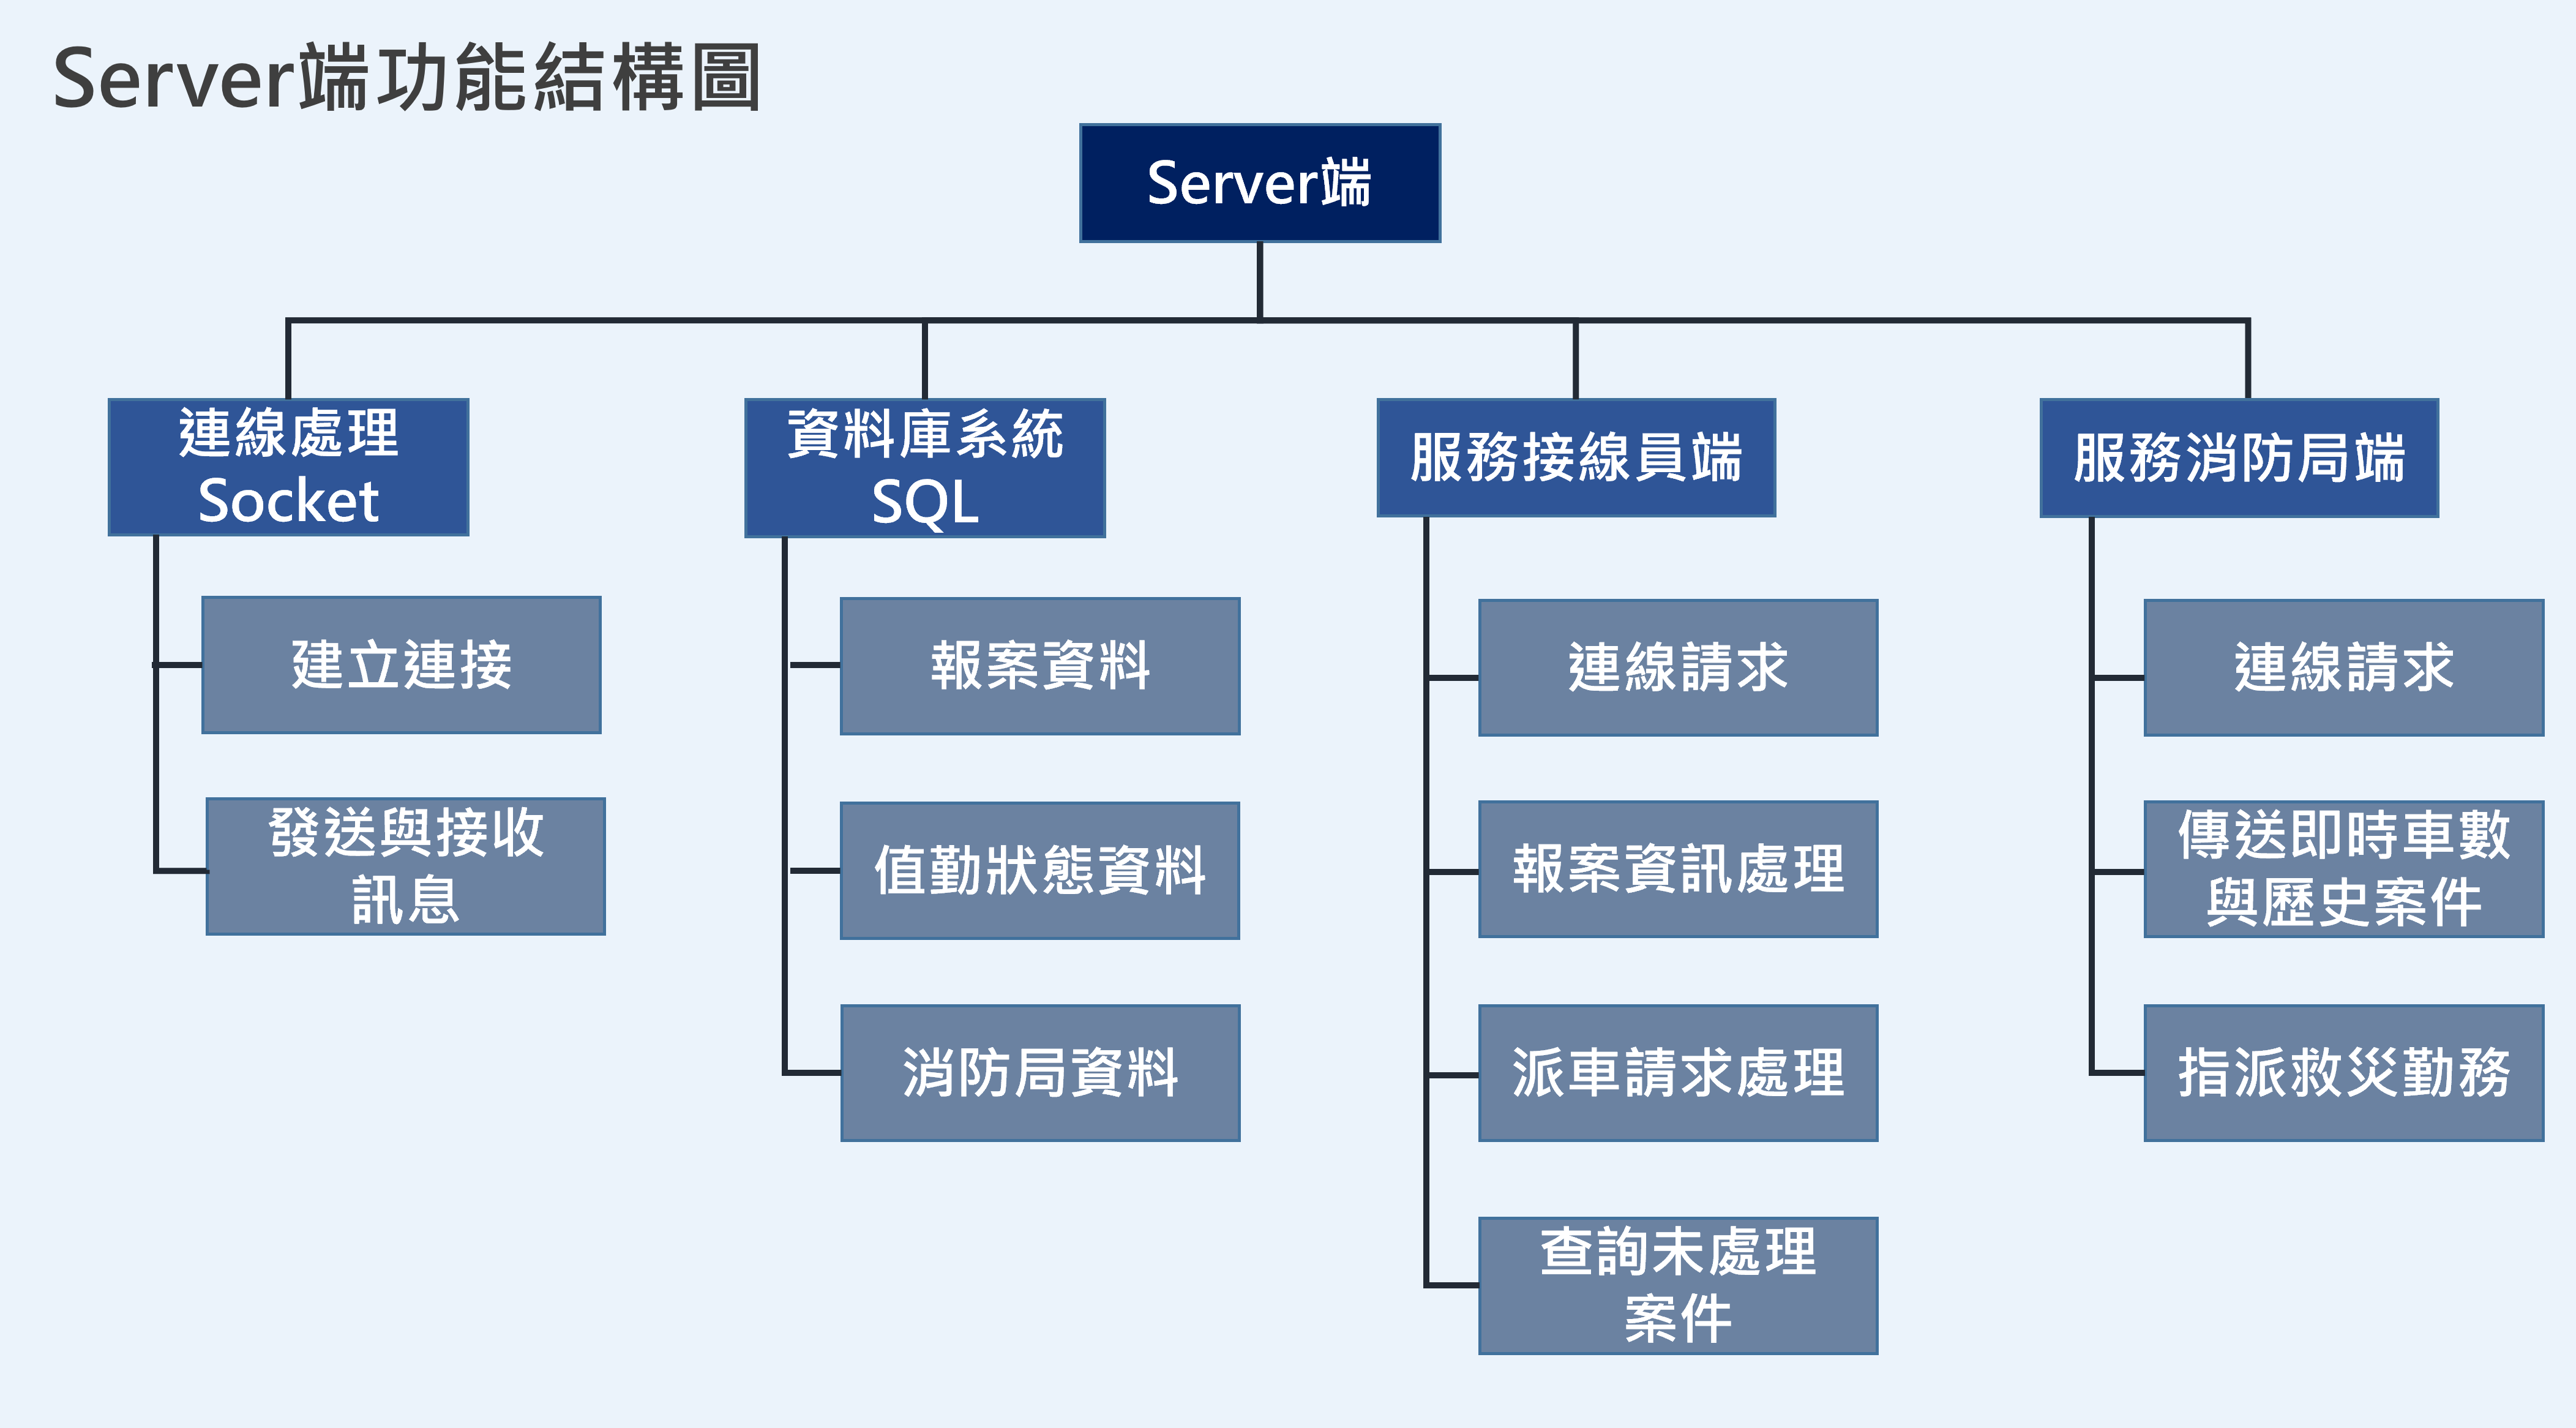 Server端功能結構圖
Server端
連線處理
Socket
建立連接
發送與接收
訊息
資料庫系統
SQL
報案資料
值勤狀態資料
消防局資料
服務接線員端
連線請求
報案資訊處理
派車請求處理
查詢未處理
案件
服務消防局端
連線請求
傳送即時車數
與歷史案件
指派救災勤務